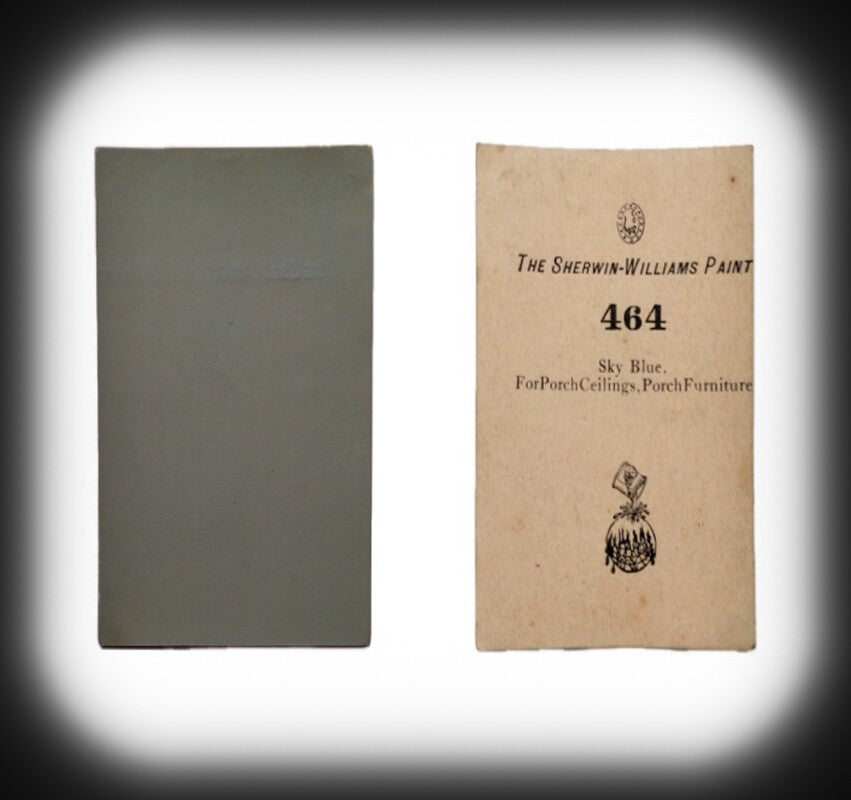 THE SHERWIN-WILLIAMS PAINT
464
Sky Blue.
ForPorchCeilings,PorchFurniture